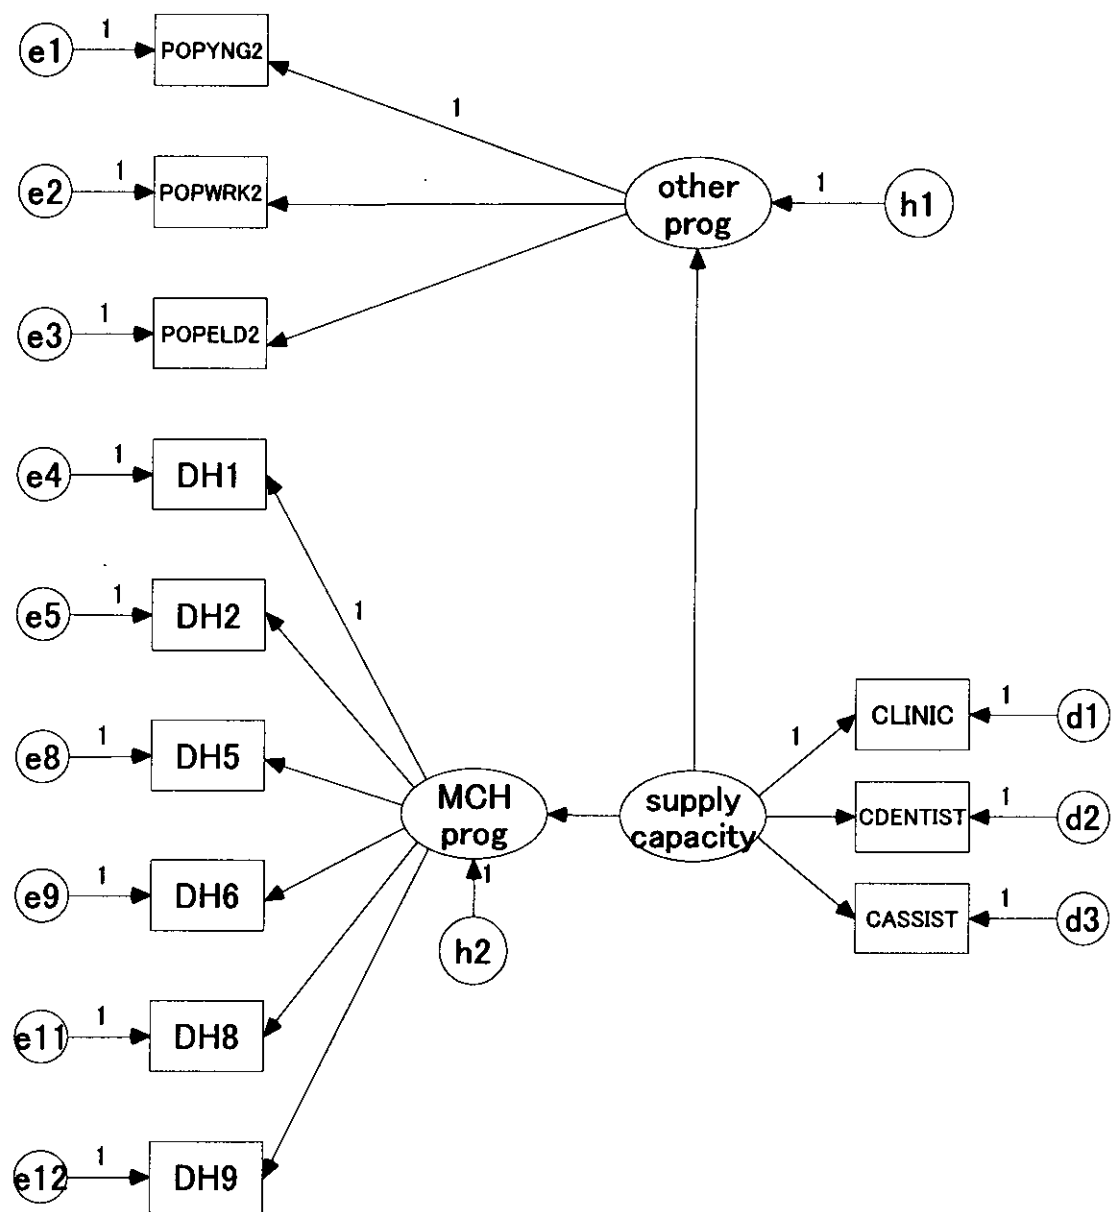 1
e1
POPYNG2
1
1
e2
POPWRK2
other
prog
1
h1
1
e3
POPELD2
1
e4
DH1
1
1
e5
DH2
1
e8
DH5
MCH
prog
supply
capacity
1
CLINIC
1
d1
CDENTIST
1
d2
CASSIST
1
d3
1
e9
DH6
1
h2
1
e11
DH8
1
e12
DH9